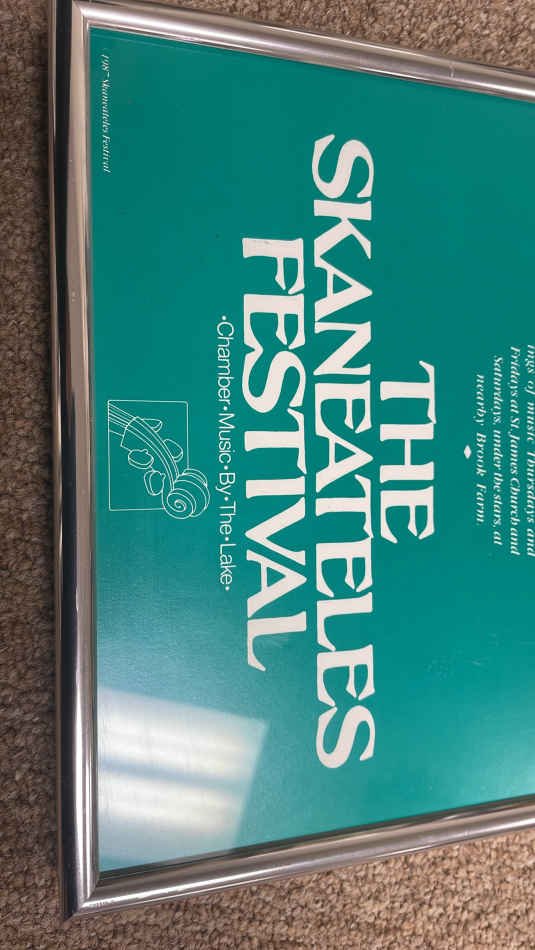 ings of music Thursdays and
Fridays at St. James Church and
Saturdays, under the stars, at
nearby Brook Farm.
THE
SKANEATELES
FESTIVAL
•Chamber•Music•By•The•Lake•
1987 Skaneateles Festival